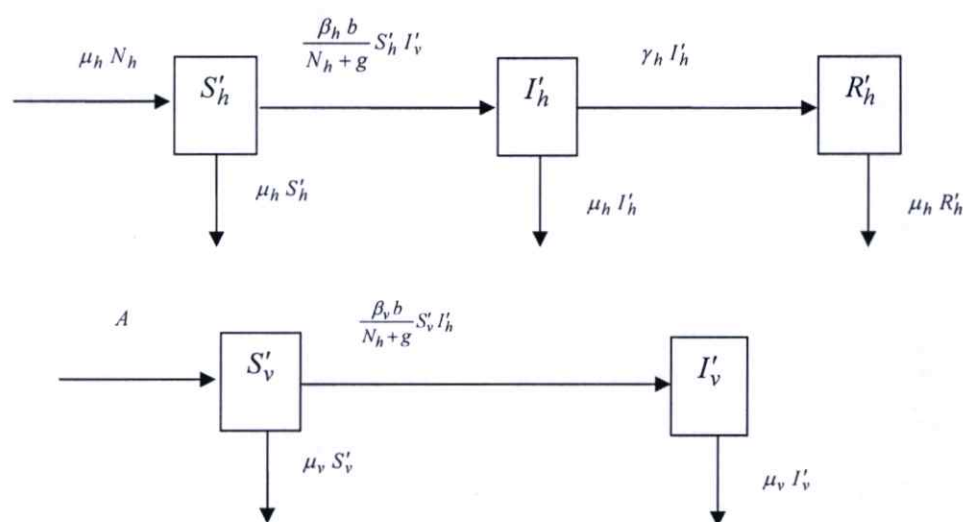 μ_h N_h
β_h b / N_h + g S′_h I′_v
γ_h I′_h
S′_h
I′_h
R′_h
μ_h S′_h
μ_h I′_h
μ_h R′_h
A
β_v b / N_h + g S′_v I′_h
S′_v
I′_v
μ_v S′_v
μ_v I′_v